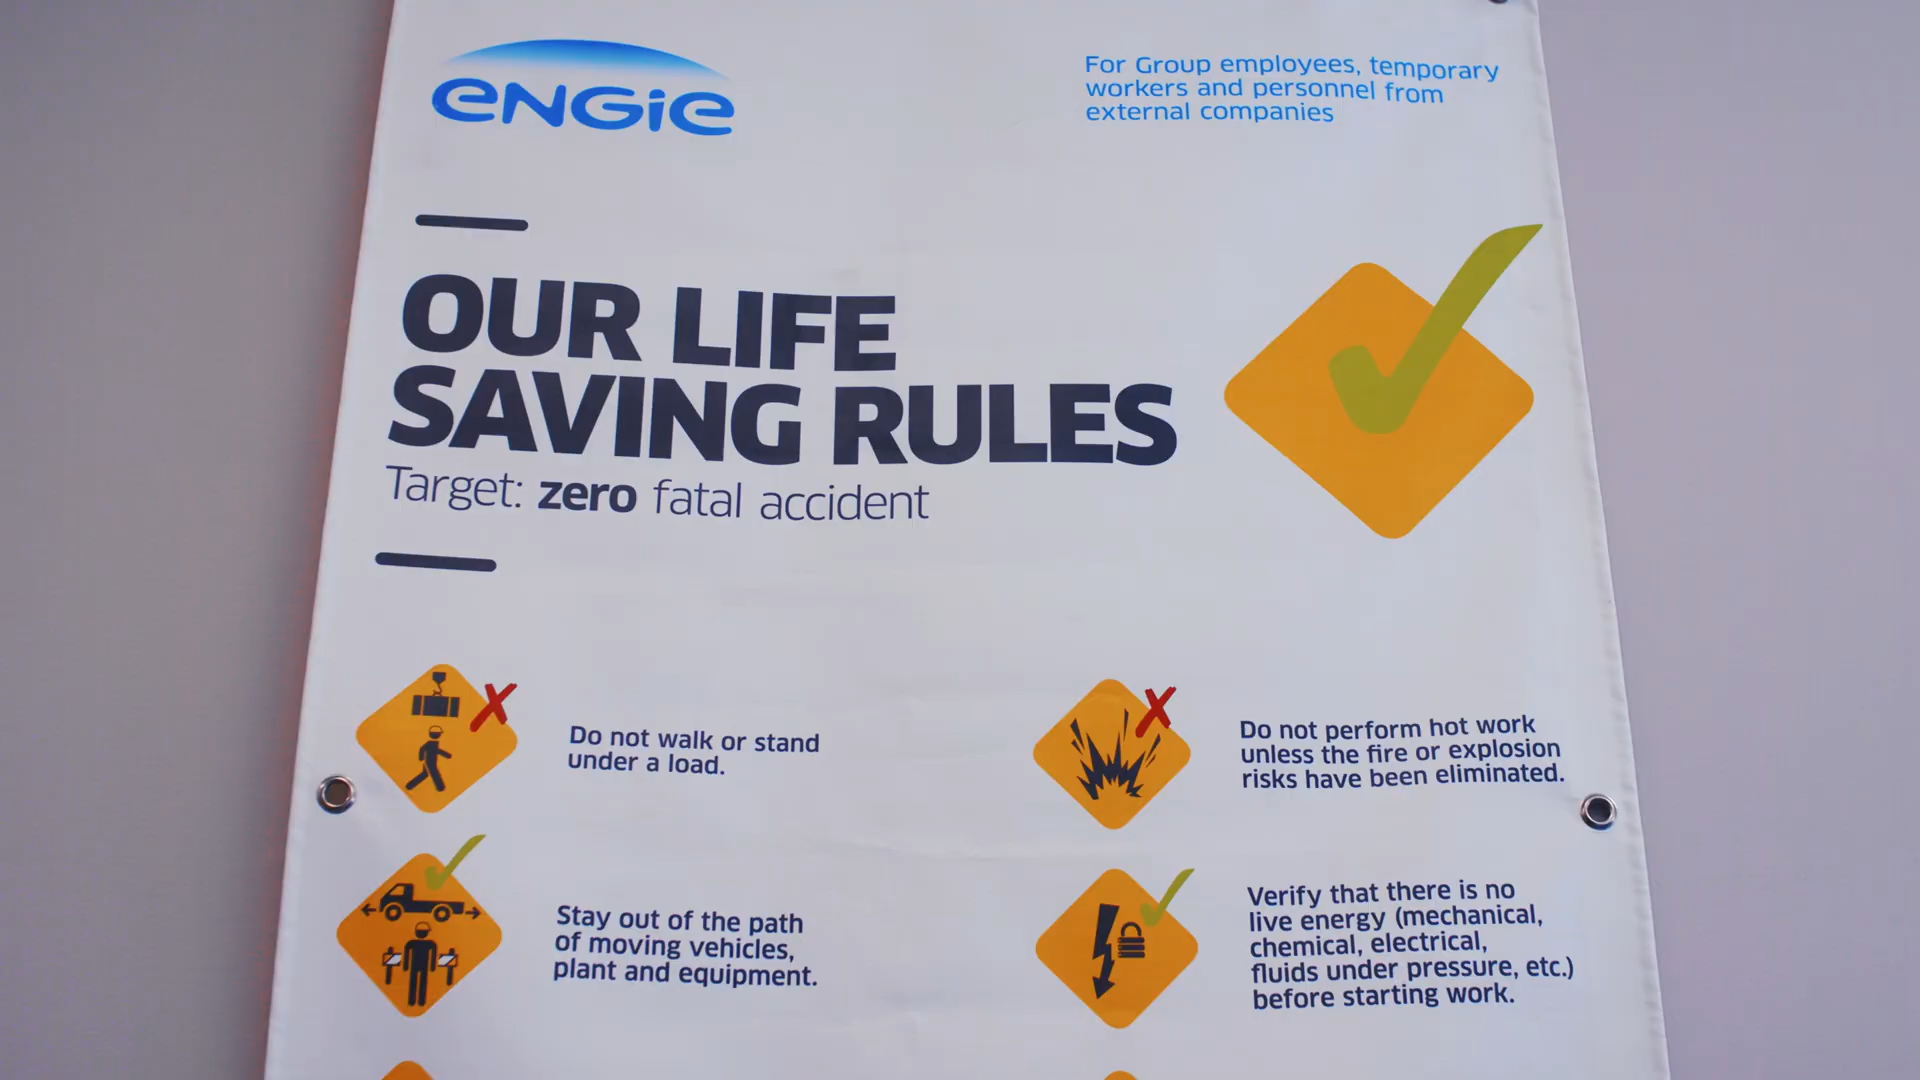 ENGIE
For Group employees, temporary
workers and personnel from
external companies
OUR LIFE
SAVING RULES
Target: zero fatal accident
Do not walk or stand
under a load.
Do not perform hot work
unless the fire or explosion
risks have been eliminated.
Stay out of the path
of moving vehicles,
plant and equipment.
Verify that there is no
live energy (mechanical,
chemical, electrical,
fluids under pressure, etc.)
before starting work.